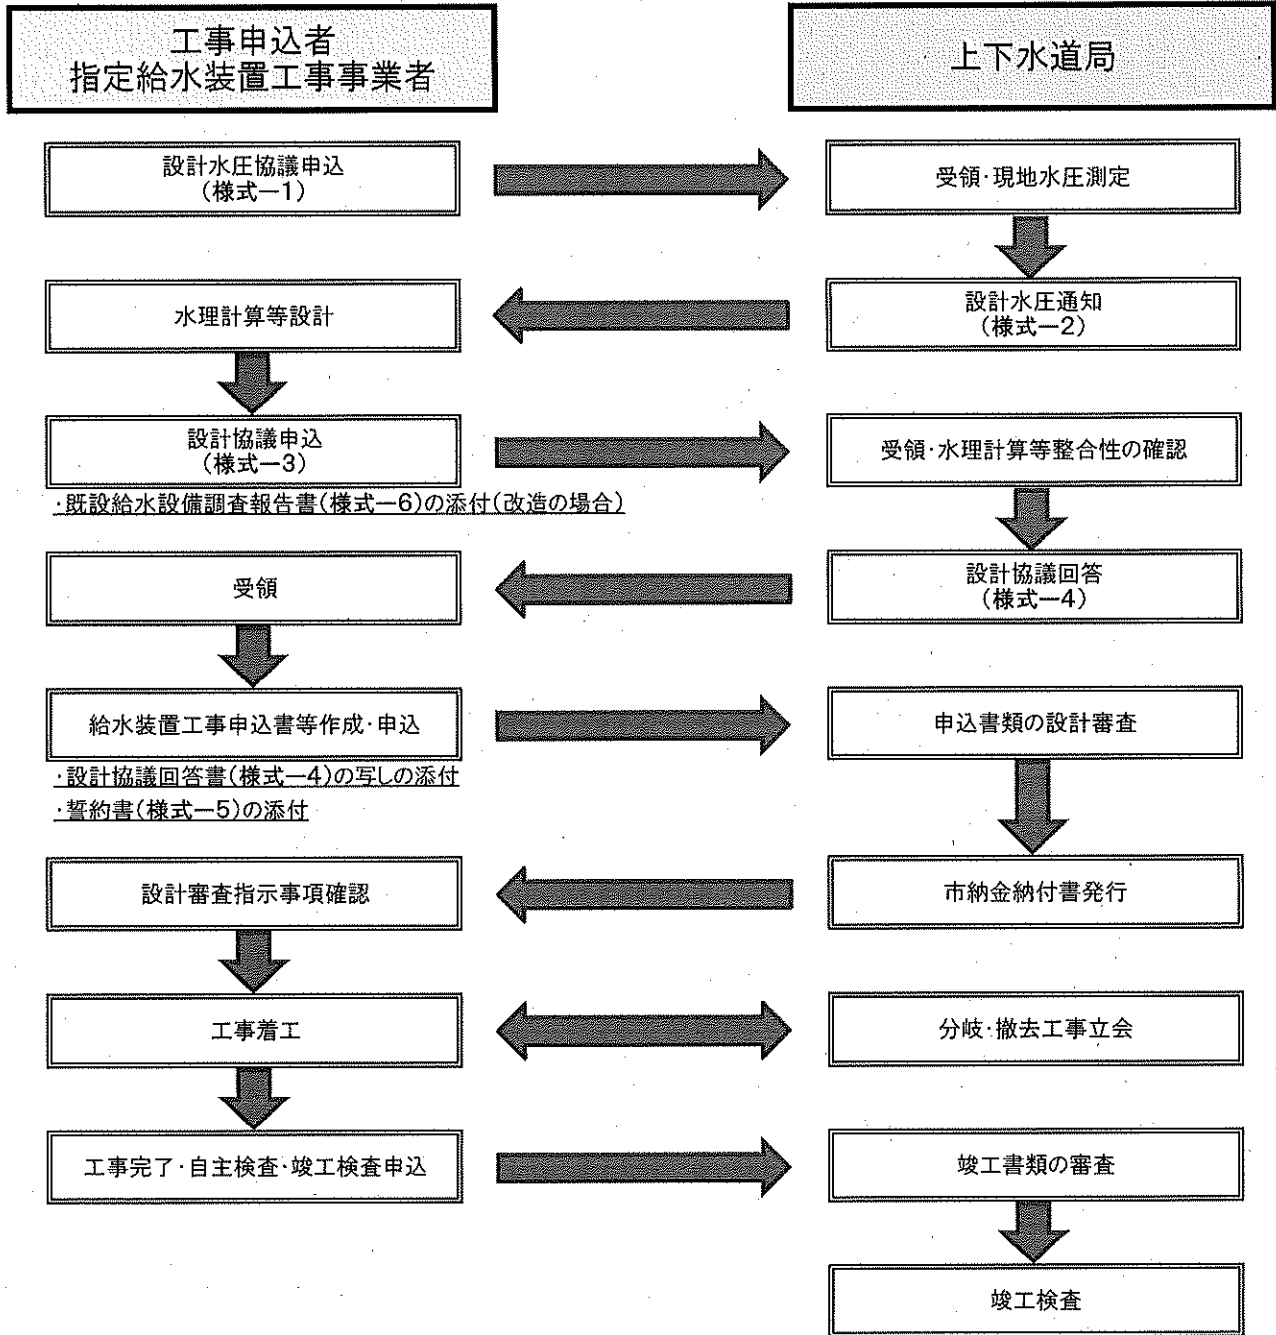 工事申込者
指定給水装置工事事業者
上下水道局
設計水圧協議申込
(様式ー1)
受領・現地水圧測定
水理計算等設計
設計水圧通知
(様式ー2)
設計協議申込
(様式ー3)
受領・水理計算等整合性の確認
・既設給水設備調査報告書(様式ー6)の添付(改造の場合)
受領
設計協議回答
(様式ー4)
給水装置工事申込書等作成・申込
申込書類の設計審査
・設計協議回答書(様式ー4)の写しの添付
・誓約書(様式ー5)の添付
設計審査指示事項確認
市納金納付書発行
工事着工
分岐・撤去工事立会
工事完了・自主検査・竣工検査申込
竣工書類の審査
竣工検査